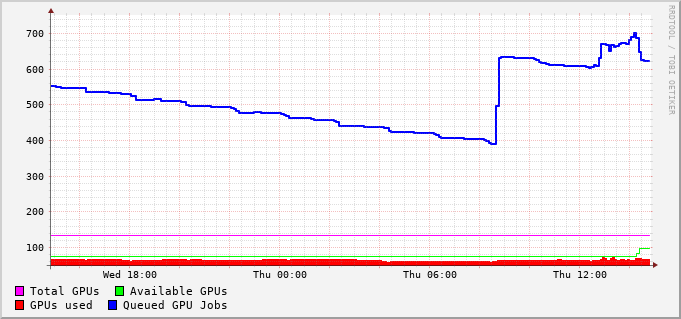 700
600
500
400
300
200
100
Wed 18:00 Thu 00:00 Thu 06:00 Thu 12:00
Total GPUs Available GPUs
GPUs used Queued GPU Jobs
RRDTOOL / TOBI OETIKER